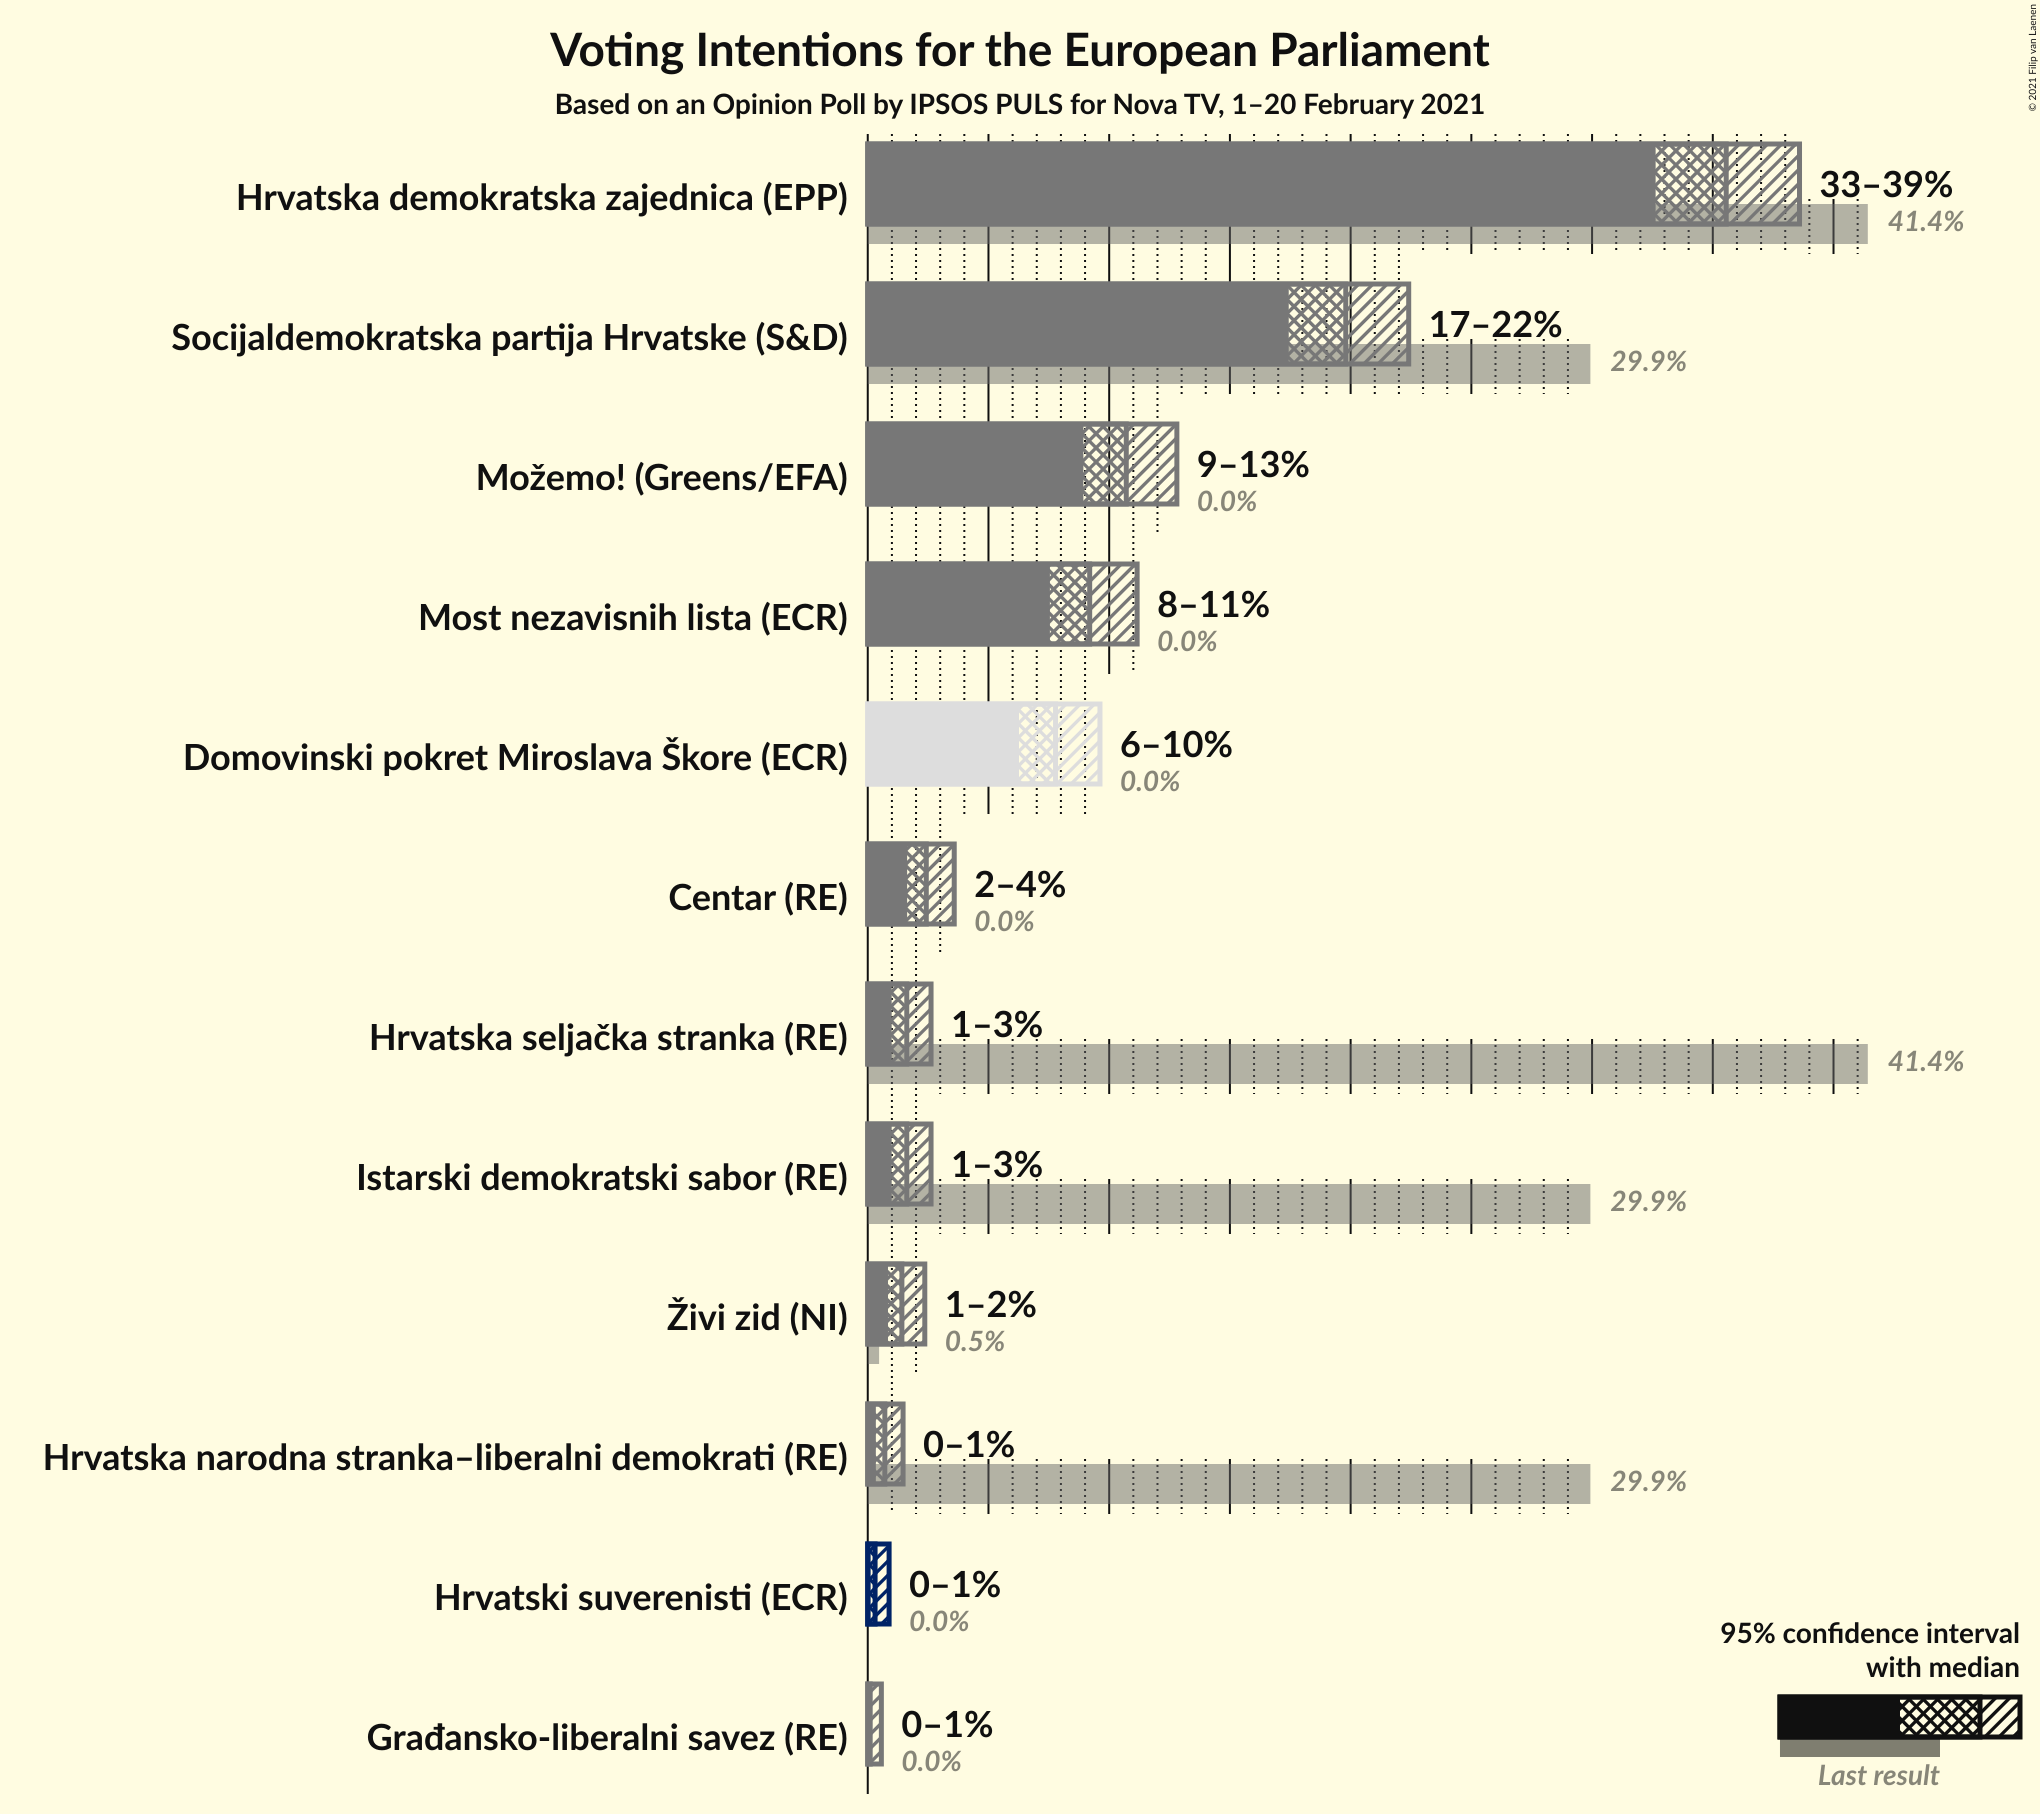 Voting Intentions for the European Parliament
Based on an Opinion Poll by IPSOS PULS for Nova TV, 1–20 February 2021
© 2021 Filip van Laenen
Hrvatska demokratska zajednica (EPP)
33–39%
41.4%
Socijaldemokratska partija Hrvatske (S&D)
17–22%
29.9%
Možemo! (Greens/EFA)
9–13%
0.0%
Most nezavisnih lista (ECR)
8–11%
0.0%
Domovinski pokret Miroslava Škore (ECR)
6–10%
0.0%
Centar (RE)
2–4%
0.0%
Hrvatska seljačka stranka (RE)
1–3%
41.4%
Istarski demokratski sabor (RE)
1–3%
29.9%
Živi zid (NI)
1–2%
0.5%
Hrvatska narodna stranka–liberalni demokrati (RE)
0–1%
29.9%
Hrvatski suverenisti (ECR)
0–1%
0.0%
Građansko-liberalni savez (RE)
0–1%
0.0%
95% confidence interval
with median
Last result